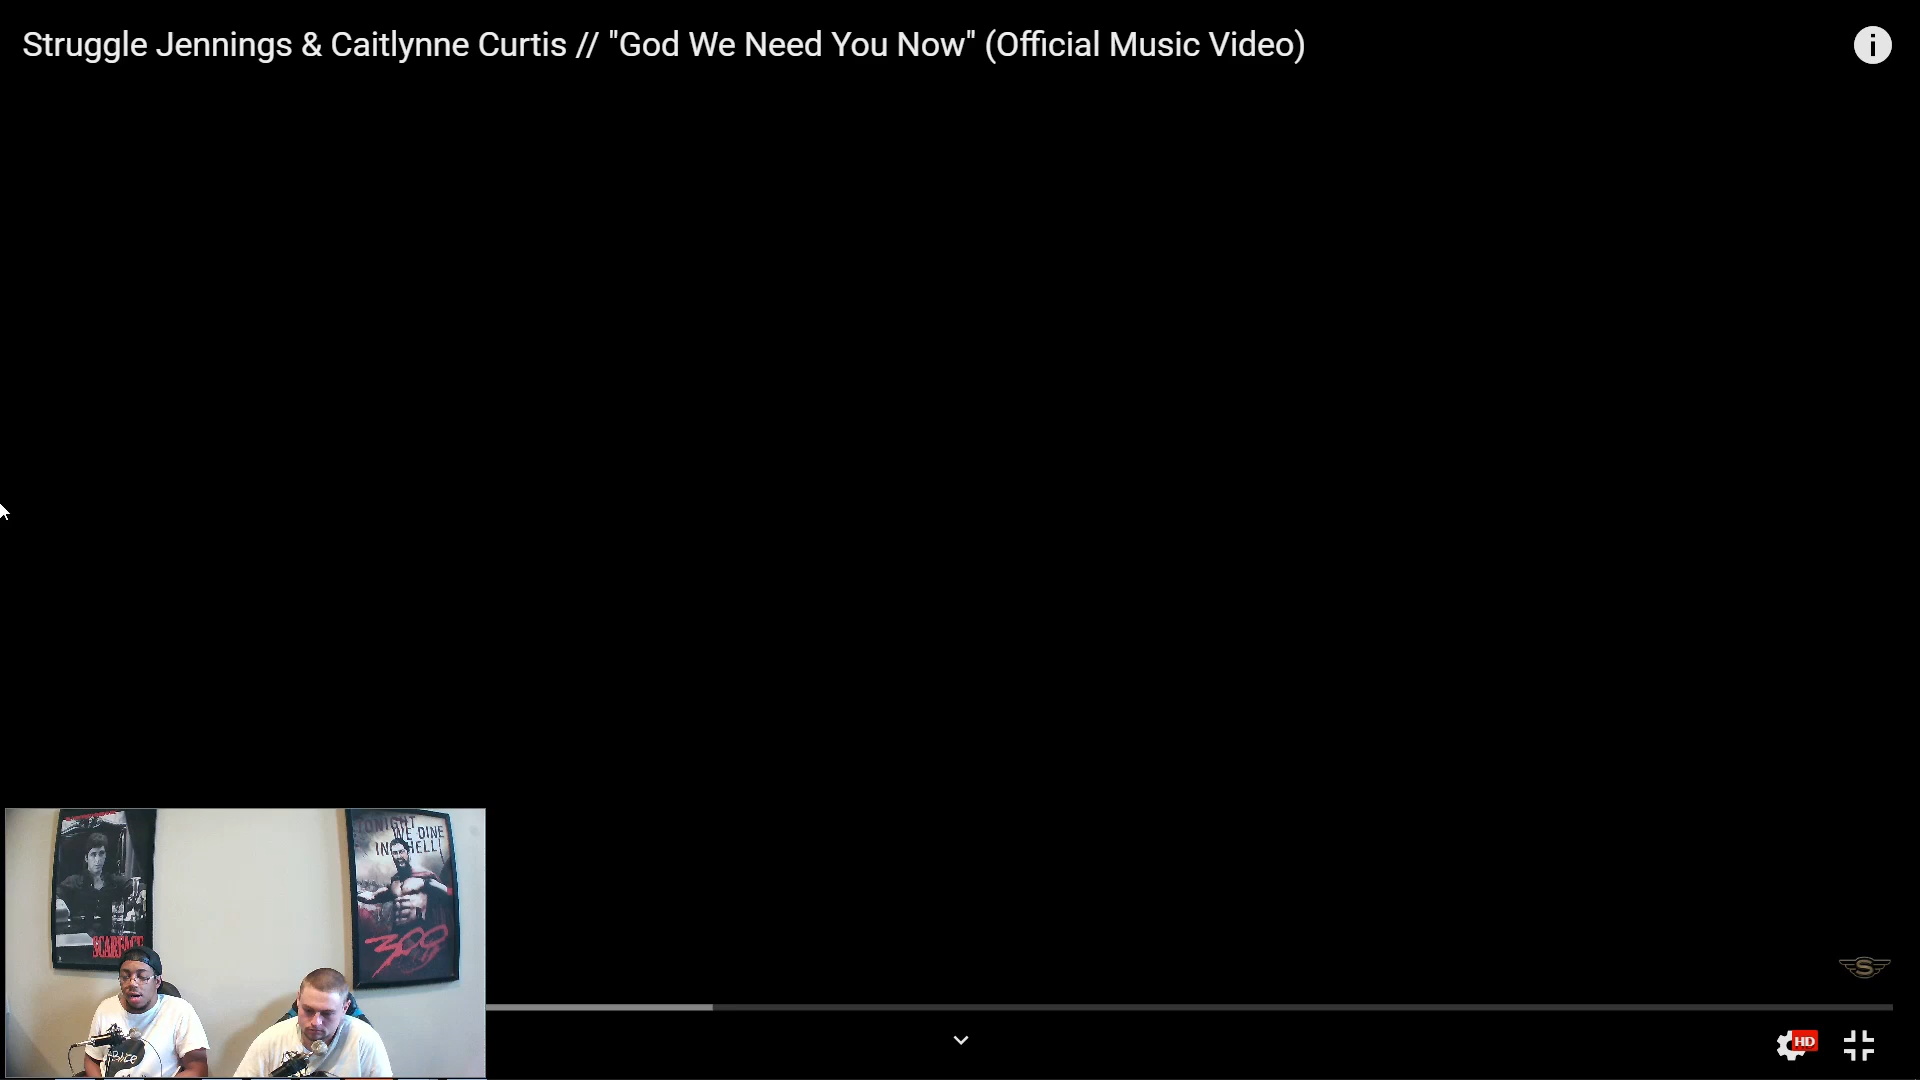 Struggle Jennings & Caitlynne Curtis // "God We Need You Now" (Official Music Video)
TONIGHT
WE DINE
IN HELL!
SCARFACE
300
S
HD